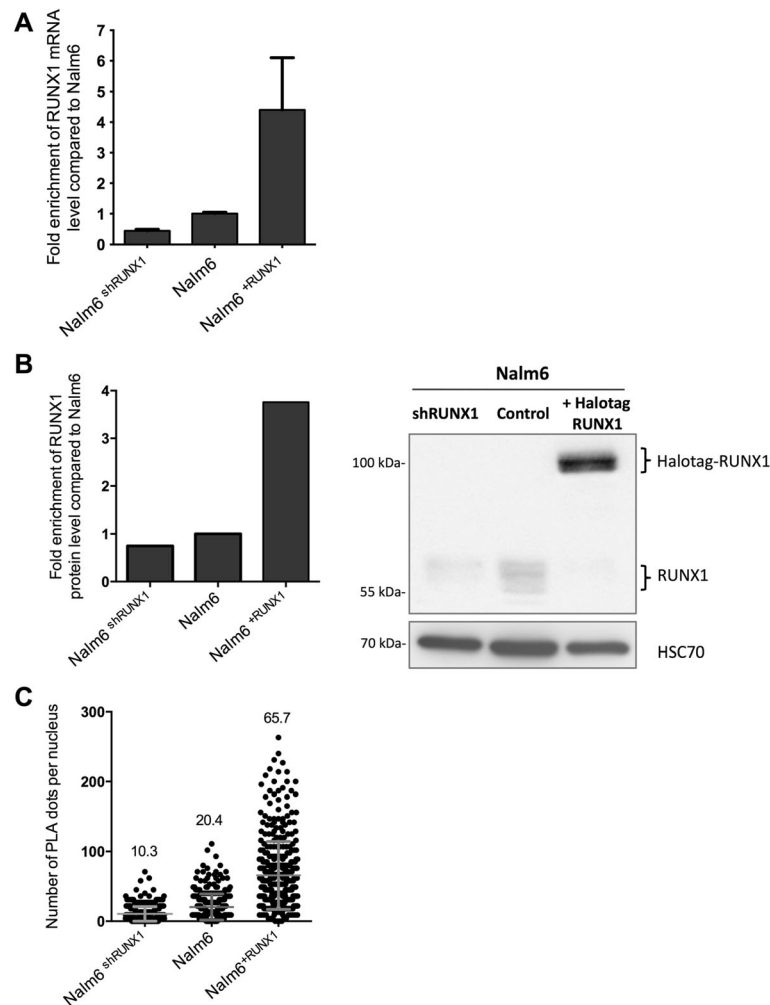 A
Fold enrichment of RUNX1 mRNA
level compared to Nalm6
7
6
5
4
3
2
1
0
Nalm6 shRUNX1
Nalm6
Nalm6 +RUNX1
B
Fold enrichment of RUNX1
protein level compared to Nalm6
4
3
2
1
0
Nalm6 shRUNX1
Nalm6
Nalm6 +RUNX1
Nalm6
shRUNX1
Control
+ Halotag
RUNX1
100 kDa-
55 kDa-
70 kDa-
Halotag-RUNX1
RUNX1
HSC70
C
Number of PLA dots per nucleus
300
200
100
0
10.3
20.4
65.7
Nalm6 shRUNX1
Nalm6
Nalm6+RUNX1